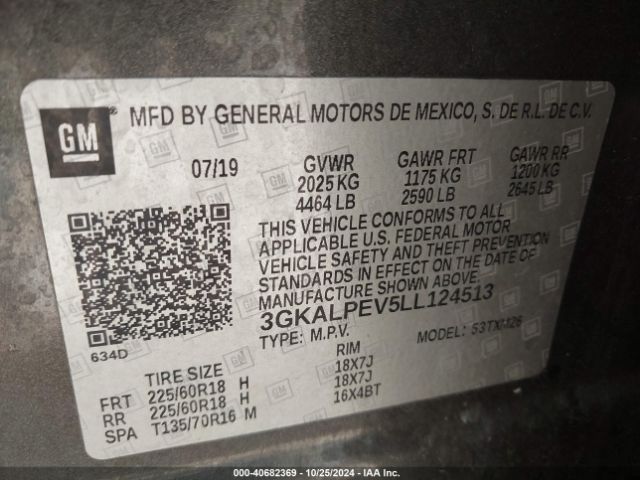 GM
MFD BY GENERAL MOTORS DE MEXICO, S. DE R.L. DE C.V.
07/19 GVWR GAWR FRT GAWR RR
2025 KG 1175 KG 1200 KG
4464 LB 2590 LB 2645 LB
THIS VEHICLE CONFORMS TO ALL
APPLICABLE U.S. FEDERAL MOTOR
VEHICLE SAFETY AND THEFT PREVENTION
STANDARDS IN EFFECT ON THE DATE OF
MANUFACTURE SHOWN ABOVE.
3GKALPEV5LL124513
634D TYPE: M.P.V. MODEL: 53TXM26
TIRE SIZE RIM
FRT 225/60R18 H 18X7J
RR 225/60R18 H 18X7J
SPA T135/70R16 M 16X4BT
000-40682369 - 10/25/2024 - IAA Inc.